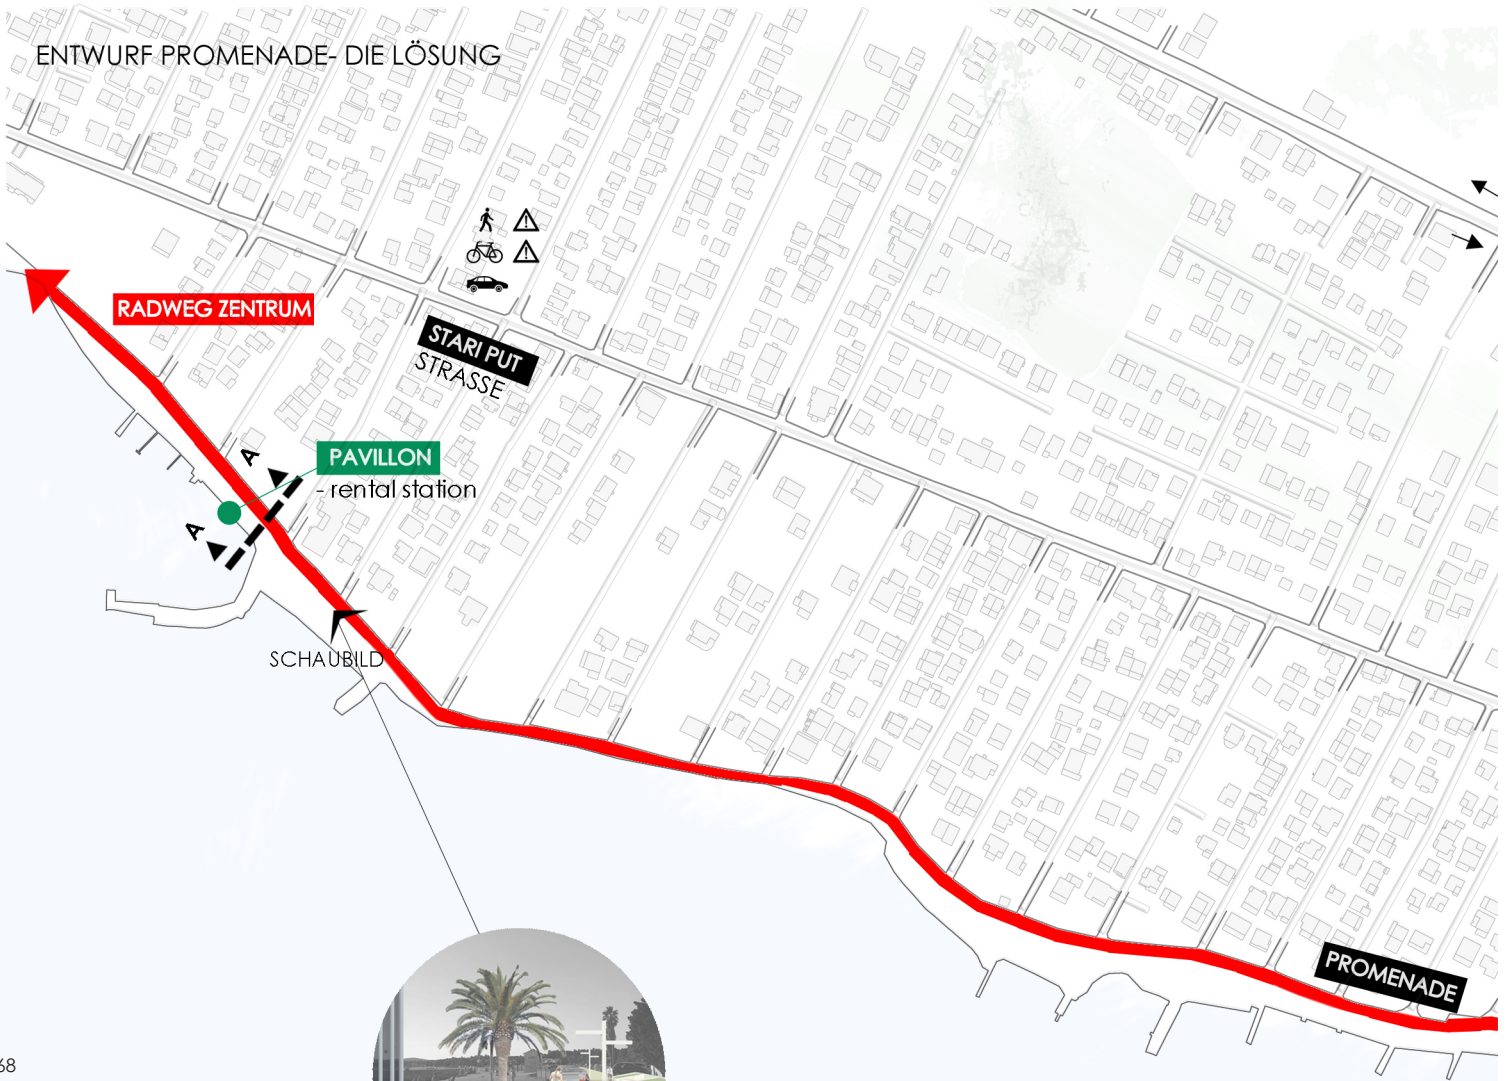 ENTWURF PROMENADE- DIE LÖSUNG
RADWEG ZENTRUM
STARI PUT
STRASSE
PAVILLON
- rental station
A
A
SCHAUBILD
PROMENADE
68